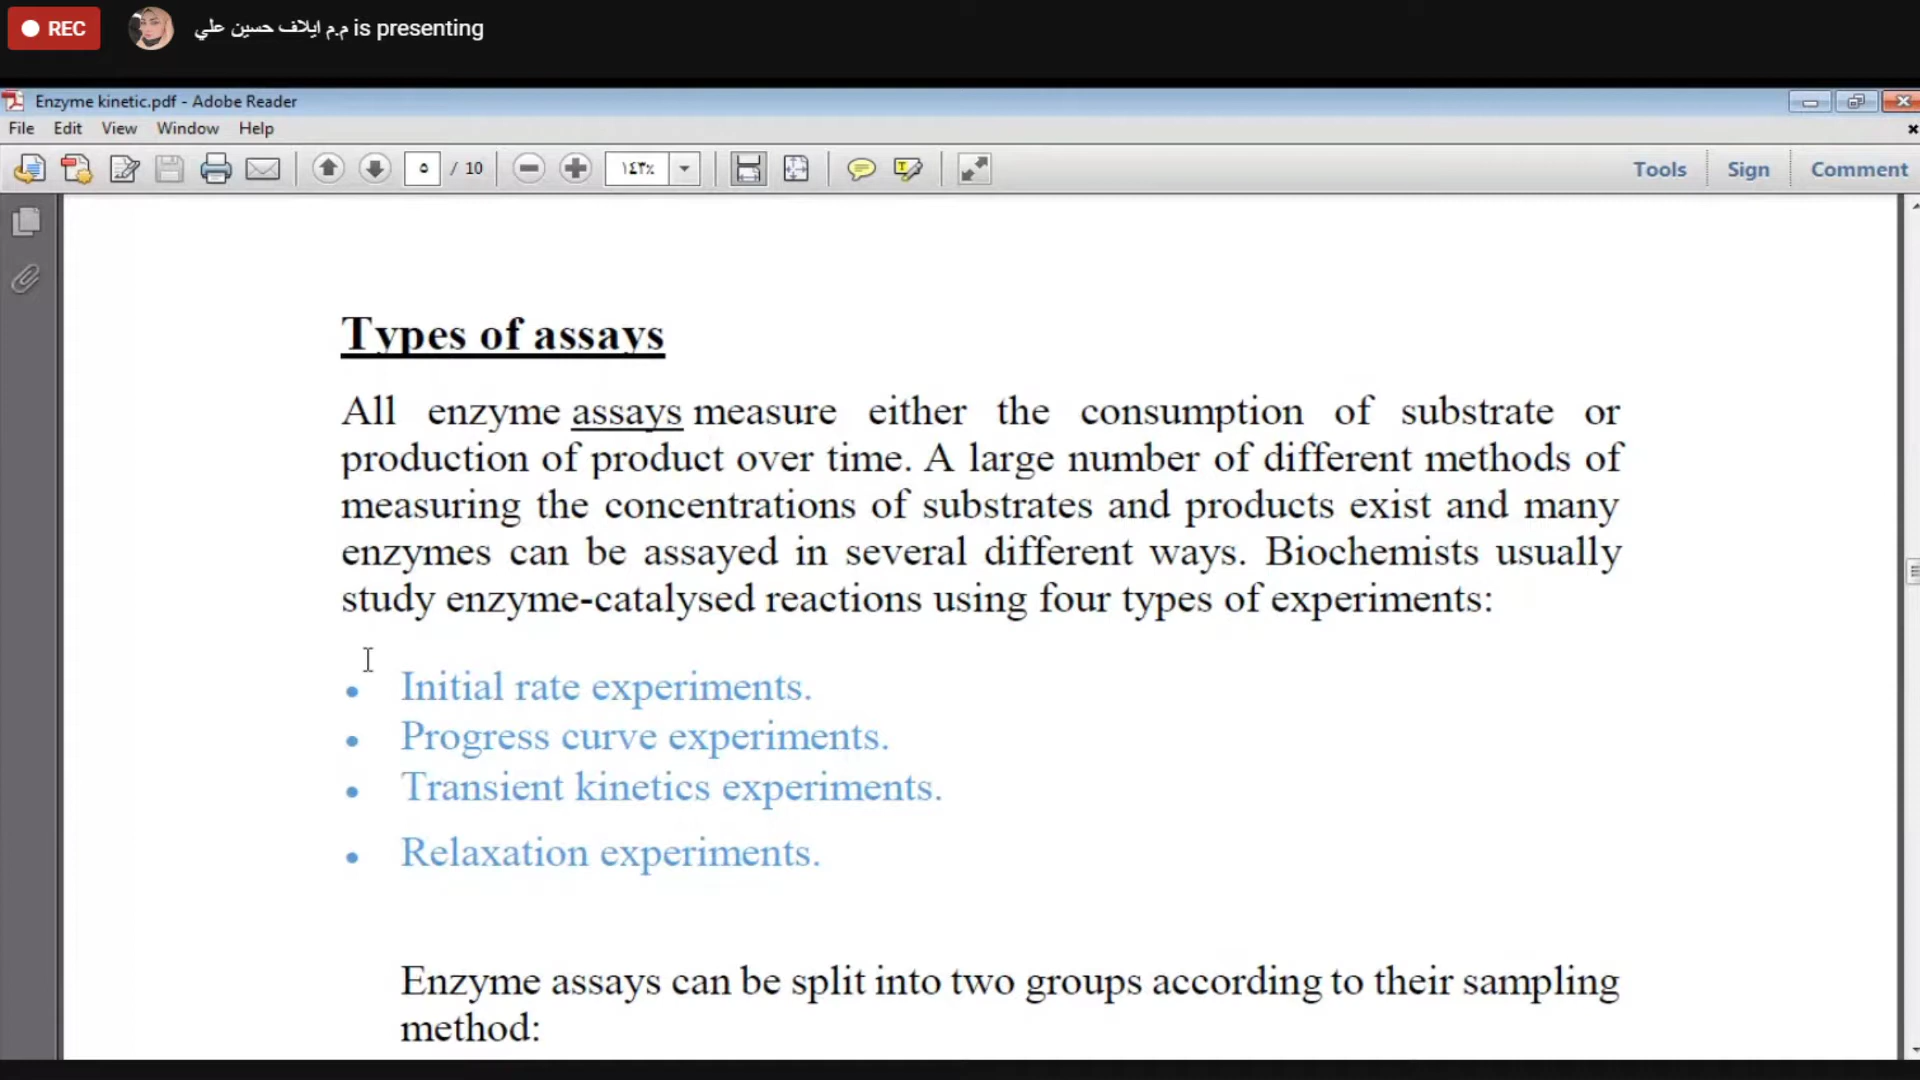 REC
م.م ايلاف حسين علي is presenting
Enzyme kinetic.pdf - Adobe Reader
File Edit View Window Help
٥ / 10 ١٤٣٪ Tools Sign Comment
Types of assays
All enzyme assays measure either the consumption of substrate or
production of product over time. A large number of different methods of
measuring the concentrations of substrates and products exist and many
enzymes can be assayed in several different ways. Biochemists usually
study enzyme-catalysed reactions using four types of experiments:
• Initial rate experiments.
• Progress curve experiments.
• Transient kinetics experiments.
• Relaxation experiments.
Enzyme assays can be split into two groups according to their sampling
method: